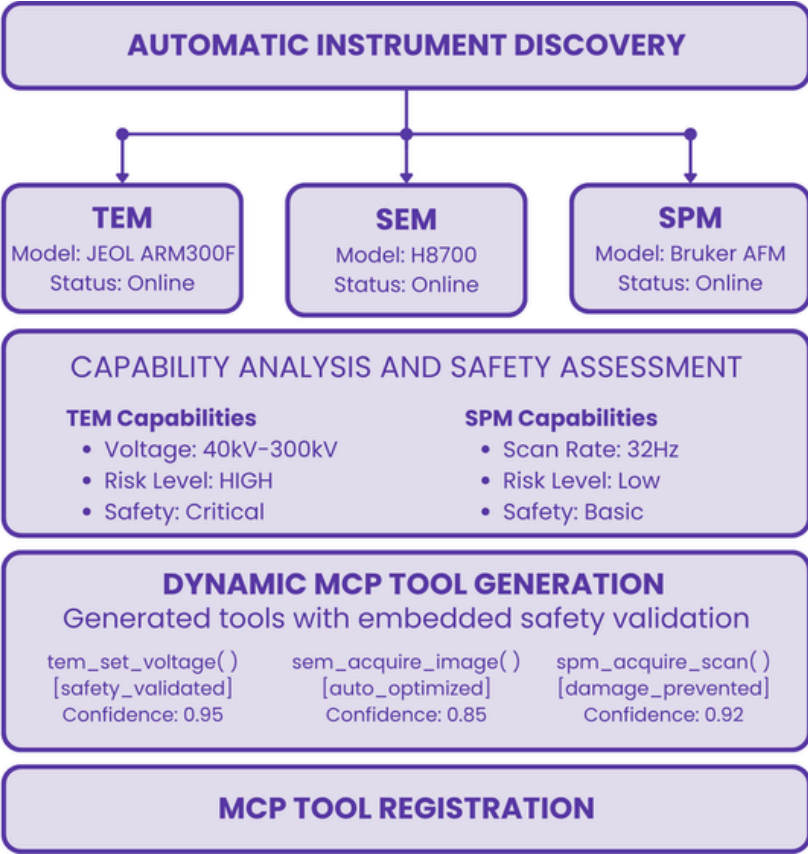 AUTOMATIC INSTRUMENT DISCOVERY
TEM
Model: JEOL ARM300F
Status: Online
SEM
Model: H8700
Status: Online
SPM
Model: Bruker AFM
Status: Online
CAPABILITY ANALYSIS AND SAFETY ASSESSMENT
TEM Capabilities
• Voltage: 40kV-300kV
• Risk Level: HIGH
• Safety: Critical
SPM Capabilities
• Scan Rate: 32Hz
• Risk Level: Low
• Safety: Basic
DYNAMIC MCP TOOL GENERATION
Generated tools with embedded safety validation
tem_set_voltage( )
[safety_validated]
Confidence: 0.95
sem_acquire_image( )
[auto_optimized]
Confidence: 0.85
spm_acquire_scan( )
[damage_prevented]
Confidence: 0.92
MCP TOOL REGISTRATION